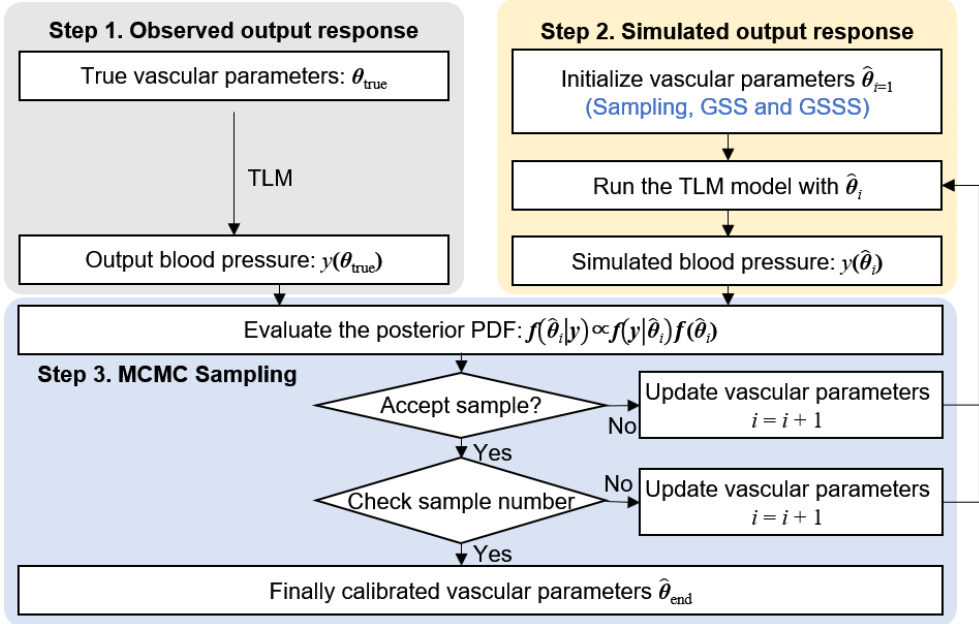 Step 1. Observed output response
True vascular parameters: θtrue
TLM
Output blood pressure: y(θtrue)
Step 2. Simulated output response
Initialize vascular parameters θ̂i=1
(Sampling, GSS and GSSS)
Run the TLM model with θ̂i
Simulated blood pressure: y(θ̂i)
Evaluate the posterior PDF: f(θ̂i|y)∝f(y|θ̂i)f(θ̂i)
Step 3. MCMC Sampling
Accept sample?
No
Update vascular parameters
i = i + 1
Yes
Check sample number
No
Update vascular parameters
i = i + 1
Yes
Finally calibrated vascular parameters θ̂end